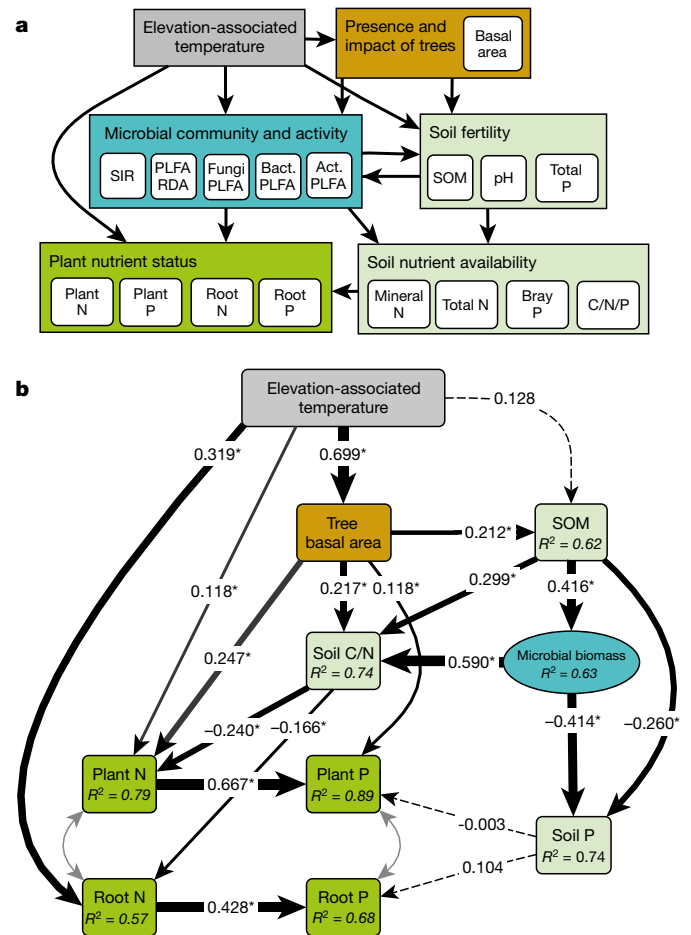 a
Elevation-associated
temperature
Presence and
impact of trees
Basal
area
Microbial community and activity
SIR
PLFA
RDA
Fungi
PLFA
Bact.
PLFA
Act.
PLFA
Soil fertility
SOM
pH
Total
P
Plant nutrient status
Plant
N
Plant
P
Root
N
Root
P
Soil nutrient availability
Mineral
N
Total N
Bray
P
C/N/P
b
Elevation-associated
temperature
0.128
0.319*
0.699*
Tree
basal area
0.212*
SOM
R² = 0.62
0.118*
0.217*
0.118*
0.299*
0.416*
0.247*
Soil C/N
R² = 0.74
0.590*
Microbial biomass
R² = 0.63
−0.240*
−0.166*
−0.414*
−0.260*
Plant N
R² = 0.79
0.667*
Plant P
R² = 0.89
-0.003
Soil P
R² = 0.74
0.104
Root N
R² = 0.57
0.428*
Root P
R² = 0.68